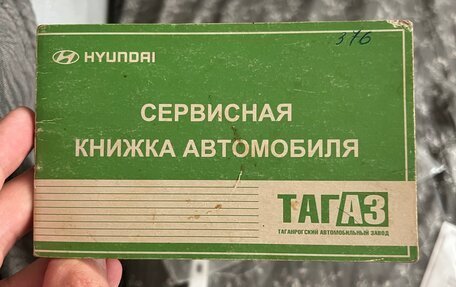 376
HYUNDAI
СЕРВИСНАЯ
КНИЖКА АВТОМОБИЛЯ
ТАГАЗ
ТАГАНРОГСКИЙ АВТОМОБИЛЬНЫЙ ЗАВОД